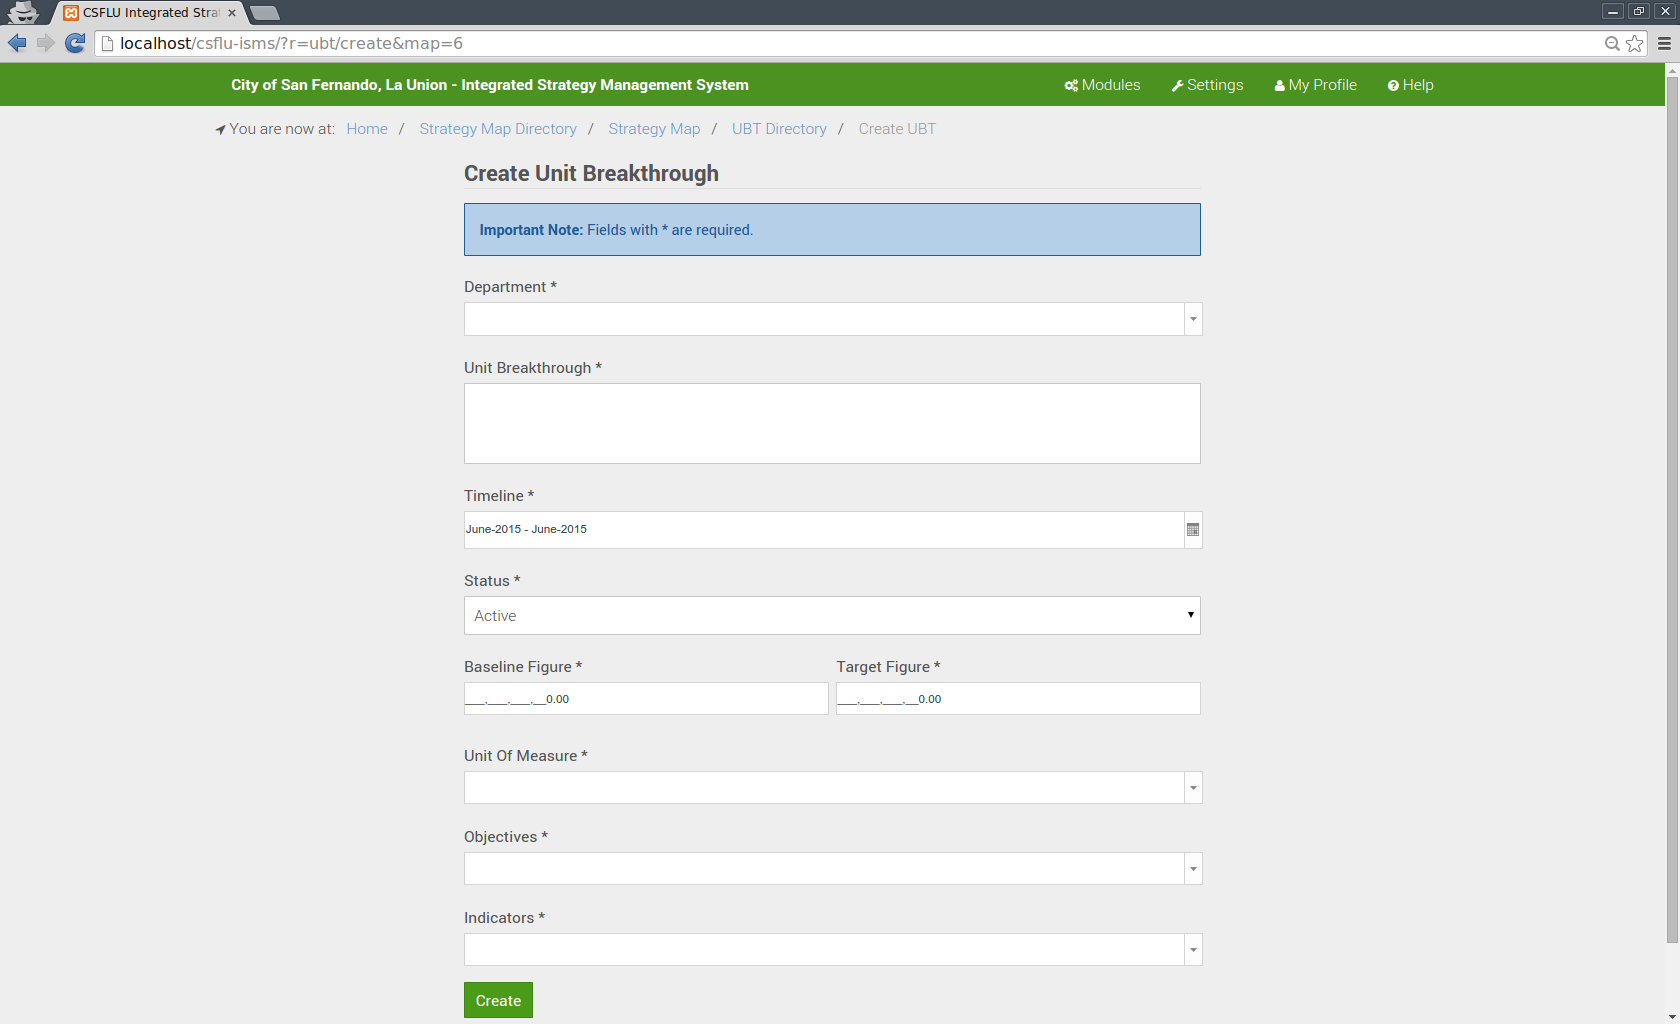 CSFLU Integrated Stra
localhost/csflu-isms/?r=ubt/create&map=6
City of San Fernando, La Union - Integrated Strategy Management System
Modules Settings My Profile Help
You are now at: Home / Strategy Map Directory / Strategy Map / UBT Directory / Create UBT
Create Unit Breakthrough
Important Note: Fields with * are required.
Department *
Unit Breakthrough *
Timeline *
June-2015 - June-2015
Status *
Active
Baseline Figure * Target Figure *
___,___,___,__0.00 ___,___,___,__0.00
Unit Of Measure *
Objectives *
Indicators *
Create